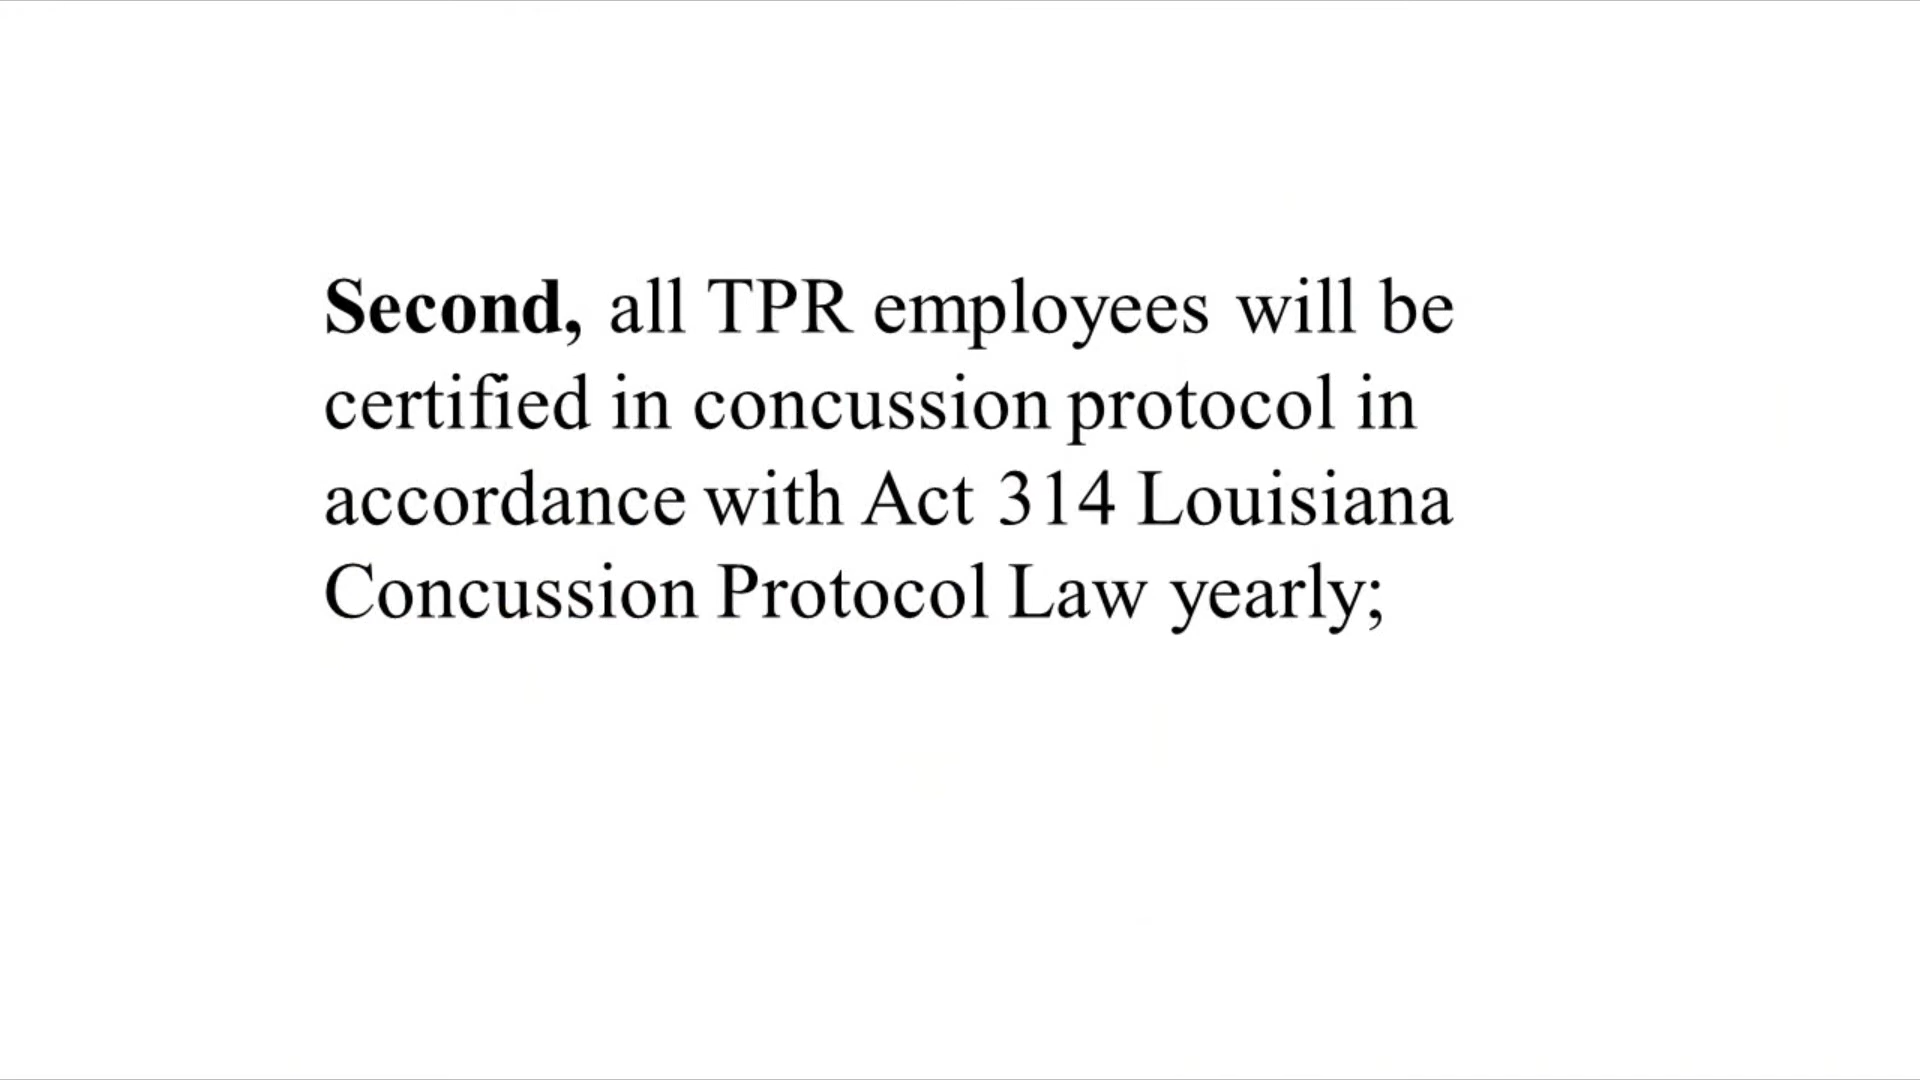 Second, all TPR employees will be
certified in concussion protocol in
accordance with Act 314 Louisiana
Concussion Protocol Law yearly;